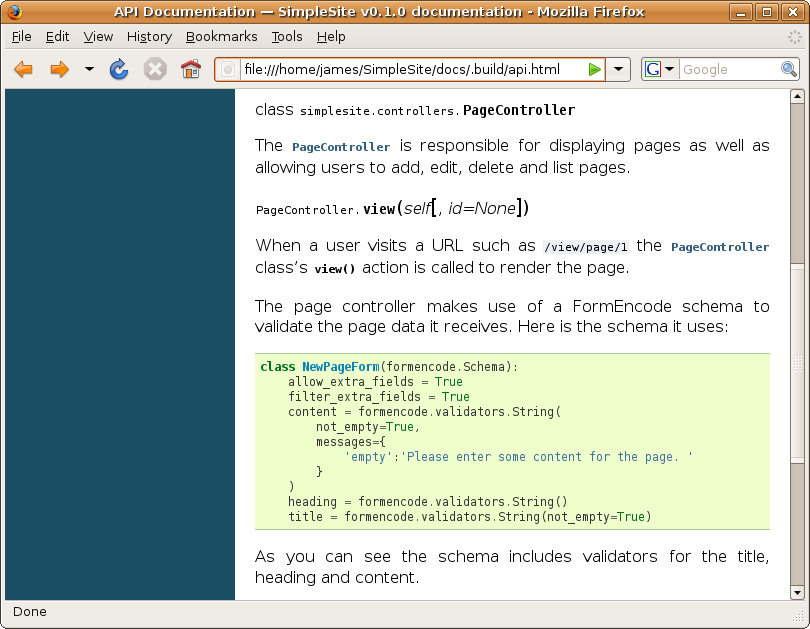 API Documentation — SimpleSite v0.1.0 documentation - Mozilla Firefox
File Edit View History Bookmarks Tools Help
file:///home/james/SimpleSite/docs/.build/api.html G Google
class simplesite.controllers.PageController
The PageController is responsible for displaying pages as well as
allowing users to add, edit, delete and list pages.
PageController.view(self[, id=None])
When a user visits a URL such as /view/page/1 the PageController
class's view() action is called to render the page.
The page controller makes use of a FormEncode schema to
validate the page data it receives. Here is the schema it uses:
class NewPageForm(formencode.Schema):
    allow_extra_fields = True
    filter_extra_fields = True
    content = formencode.validators.String(
        not_empty=True,
        messages={
            'empty':'Please enter some content for the page. '
        }
    )
    heading = formencode.validators.String()
    title = formencode.validators.String(not_empty=True)
As you can see the schema includes validators for the title,
heading and content.
Done